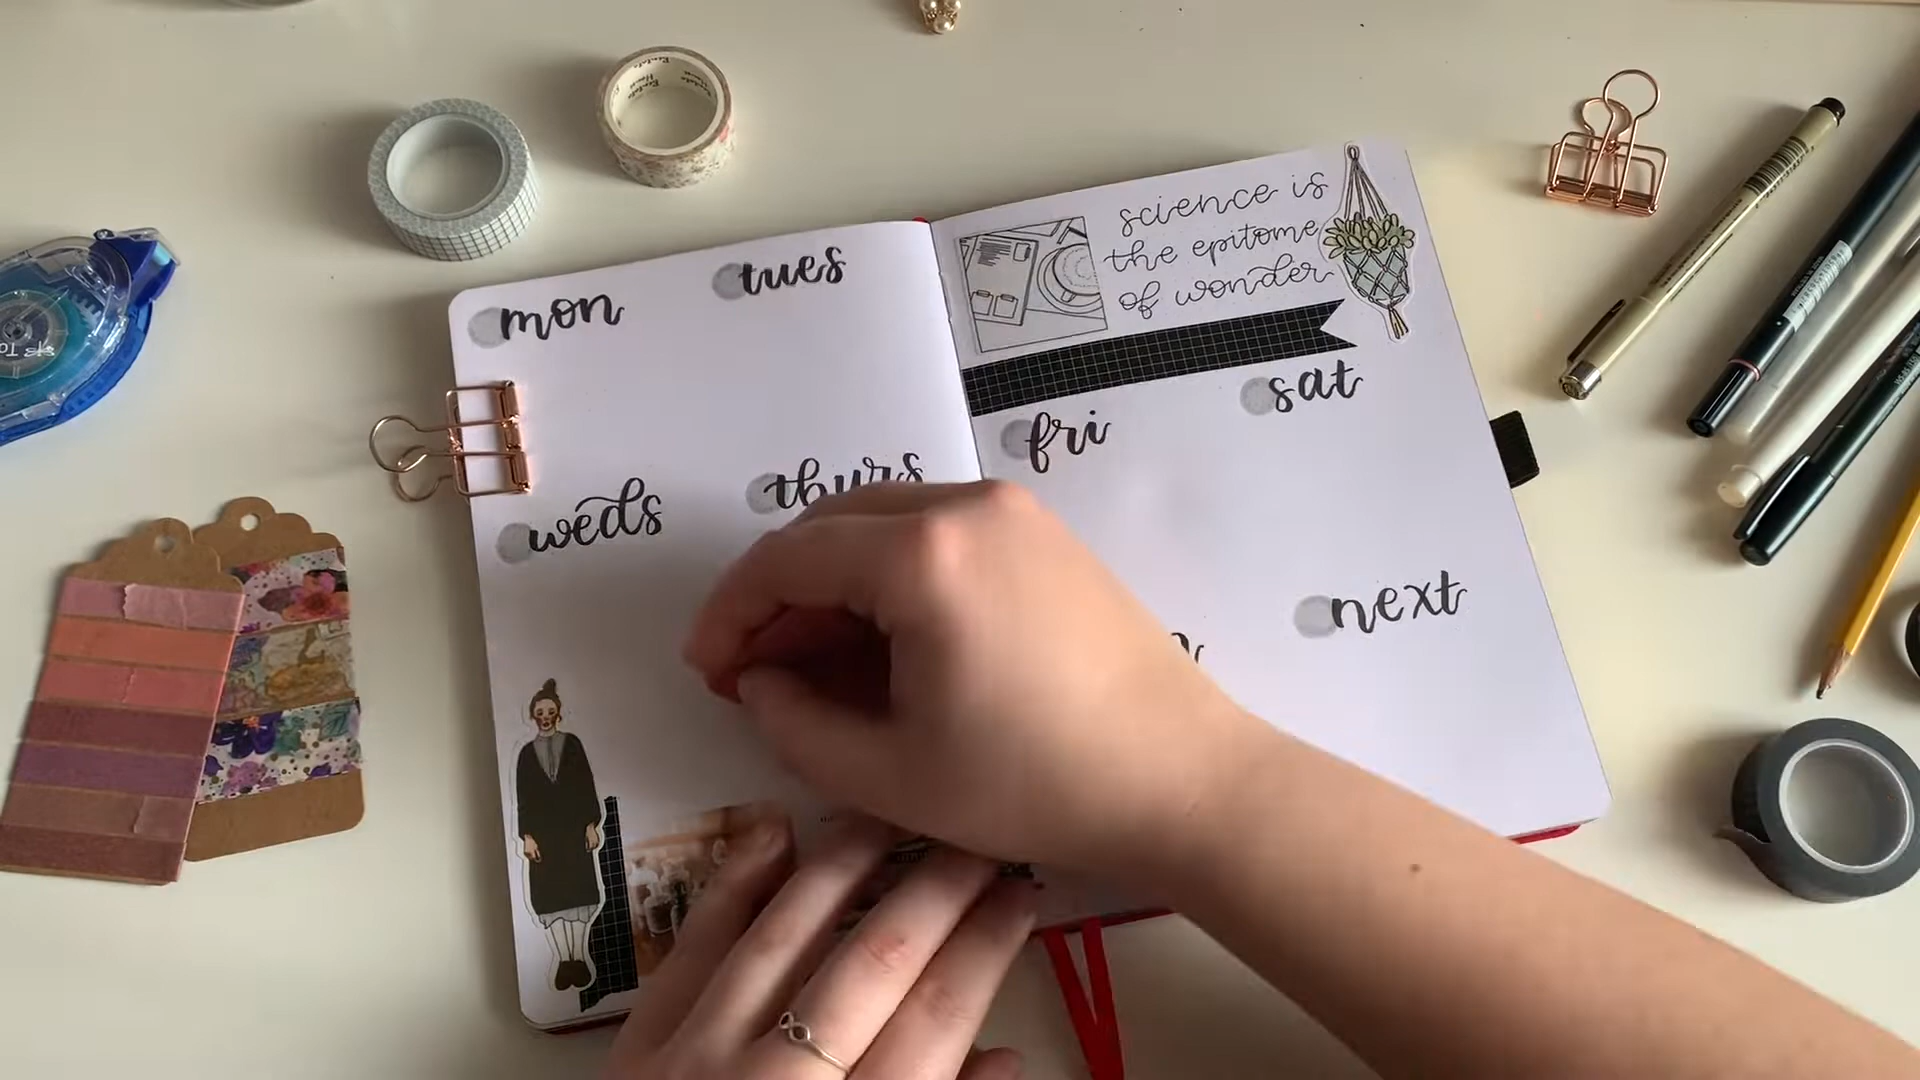 mon
tues
weds
thurs
science is
the epitome
of wonder
fri
sat
next